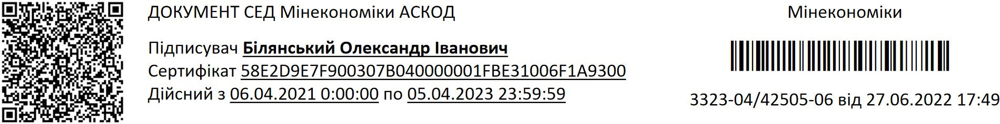 ДОКУМЕНТ СЕД Мінекономіки АСКОД
Підписувач Білянський Олександр Іванович
Сертифікат 58E2D9E7F900307B040000001FBE31006F1A9300
Дійсний з 06.04.2021 0:00:00 по 05.04.2023 23:59:59
Мінекономіки
3323-04/42505-06 від 27.06.2022 17:49